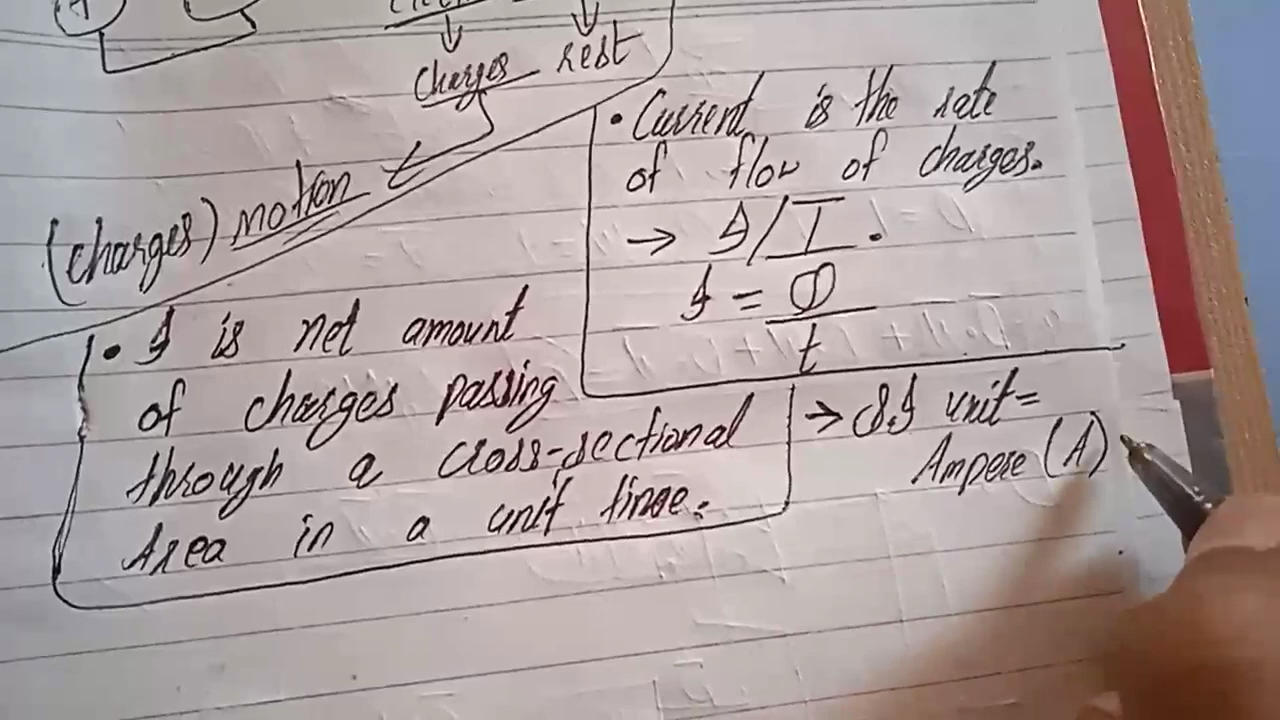 charges rest
(charges) motion
• Current is the rate
of flow of charges.
→ I/I.
I = Q
t
• I is net amount
of charges passing
through a cross-sectional
Area in a unit time.
→ S.I unit =
Ampere (A)